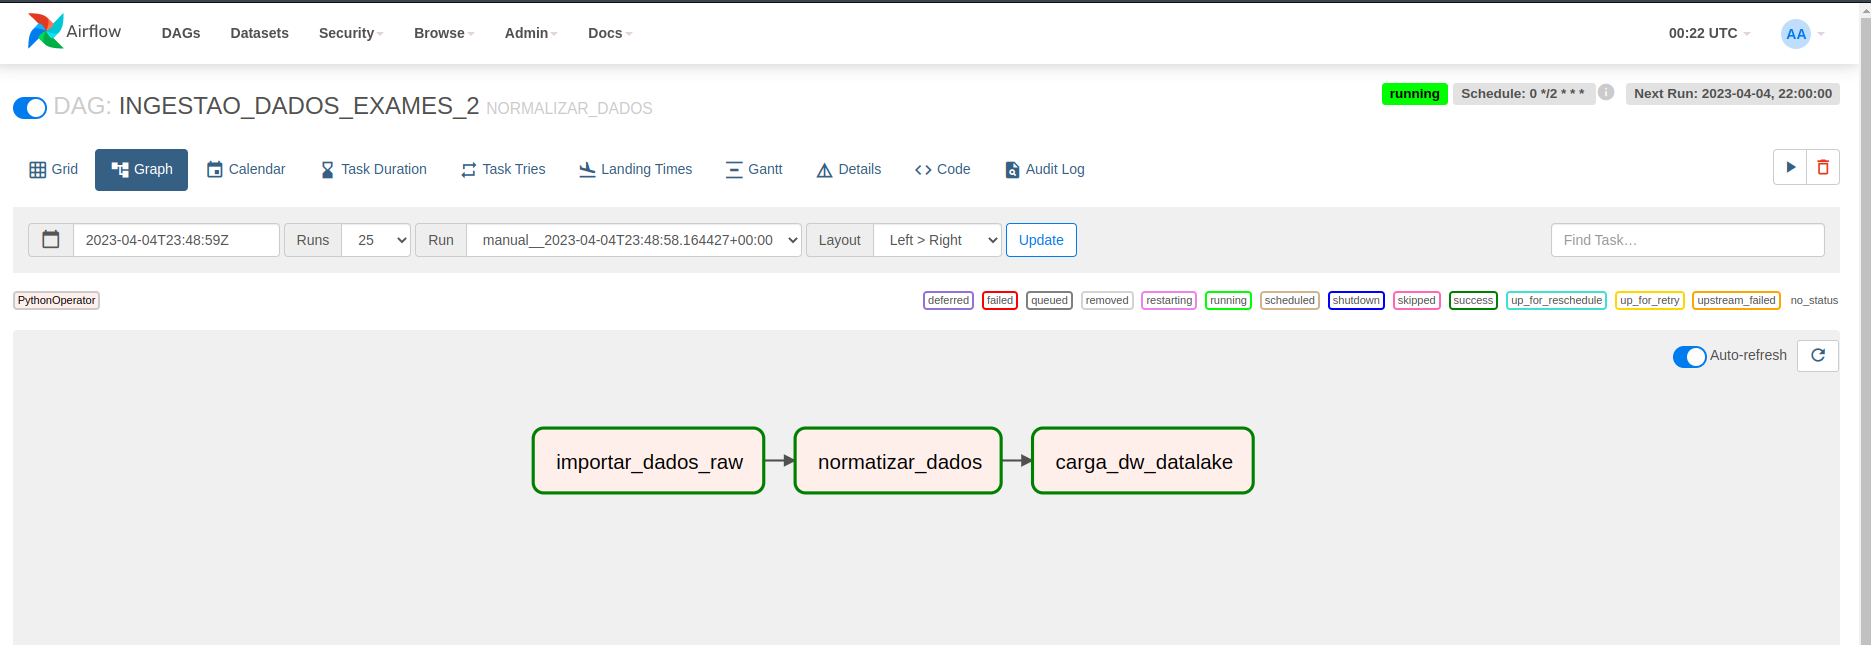 Airflow DAGs Datasets Security Browse Admin Docs 00:22 UTC AA
DAG: INGESTAO_DADOS_EXAMES_2 NORMALIZAR_DADOS running Schedule: 0 */2 * * * i Next Run: 2023-04-04, 22:00:00
Grid Graph Calendar Task Duration Task Tries Landing Times Gantt Details Code Audit Log
2023-04-04T23:48:59Z Runs 25 Run manual__2023-04-04T23:48:58.164427+00:00 Layout Left > Right Update Find Task…
PythonOperator deferred failed queued removed restarting running scheduled shutdown skipped success up_for_reschedule up_for_retry upstream_failed no_status
Auto-refresh
importar_dados_raw normatizar_dados carga_dw_datalake